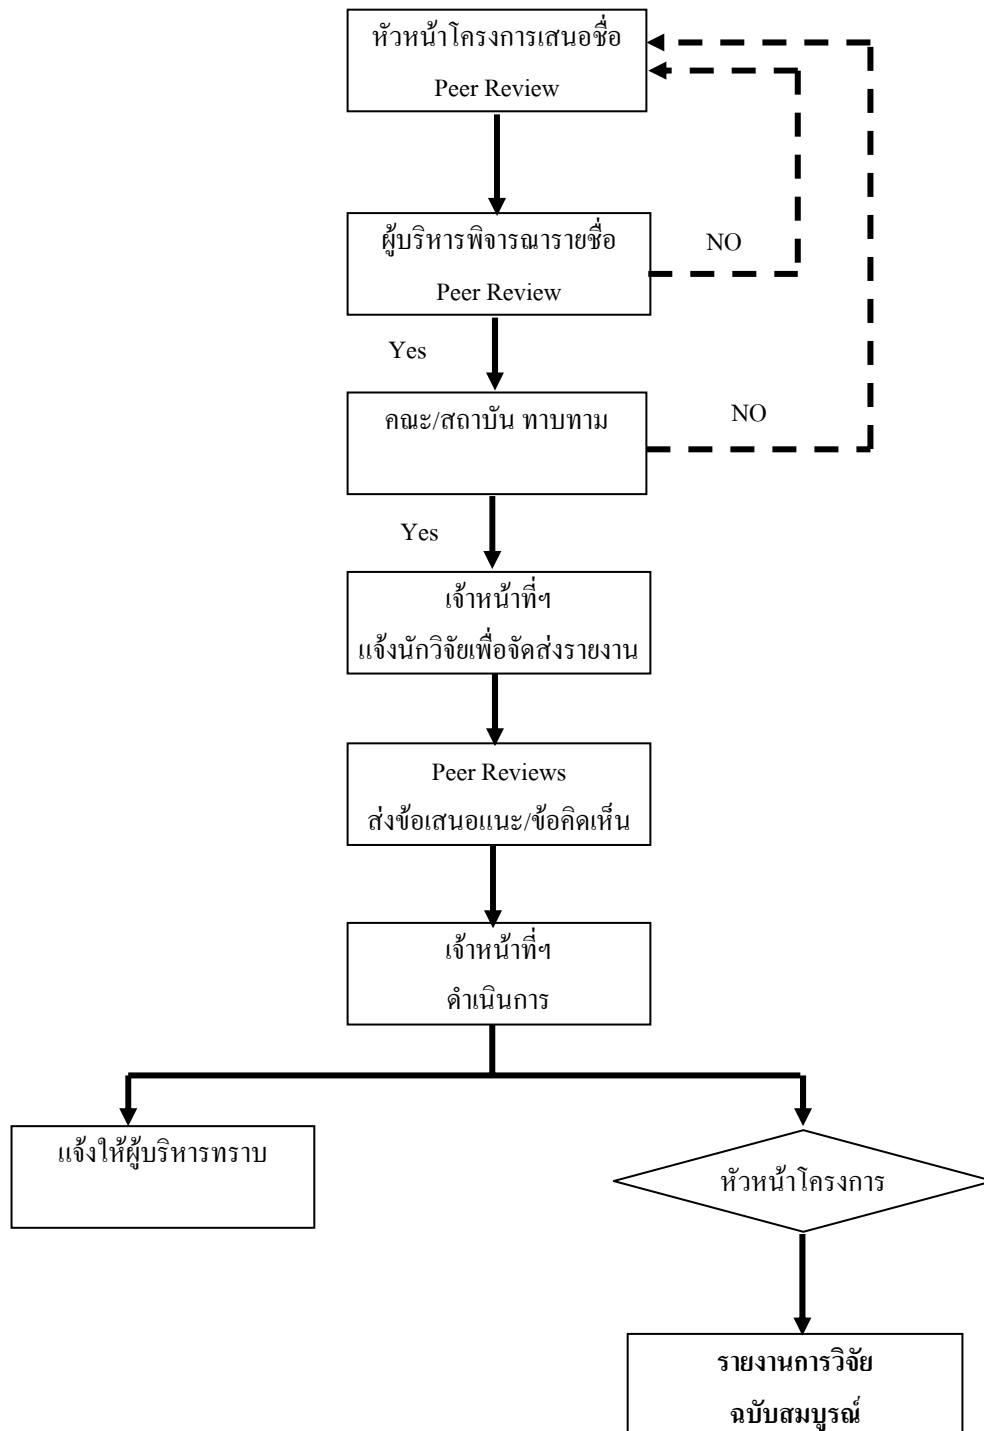 หัวหน้าโครงการเสนอชื่อ
Peer Review
ผู้บริหารพิจารณารายชื่อ
Peer Review
NO
Yes
คณะ/สถาบัน ทาบทาม
NO
Yes
เจ้าหน้าที่ฯ
แจ้งนักวิจัยเพื่อจัดส่งรายงาน
Peer Reviews
ส่งข้อเสนอแนะ/ข้อคิดเห็น
เจ้าหน้าที่ฯ
ดำเนินการ
แจ้งให้ผู้บริหารทราบ
หัวหน้าโครงการ
รายงานการวิจัย
ฉบับสมบูรณ์